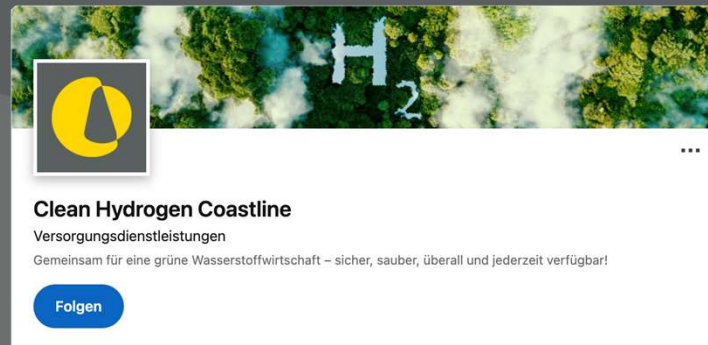 H2
Clean Hydrogen Coastline
Versorgungsdienstleistungen
Gemeinsam für eine grüne Wasserstoffwirtschaft – sicher, sauber, überall und jederzeit verfügbar!
Folgen